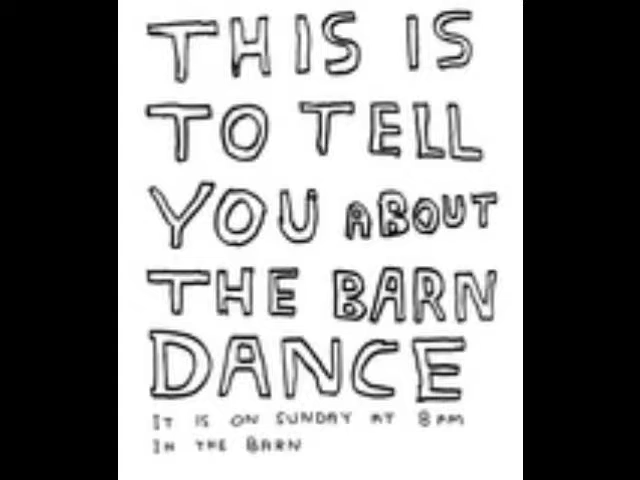 THIS IS
TO TELL
YOU ABOUT
THE BARN
DANCE
IT IS ON SUNDAY AT 8PM
IN THE BARN